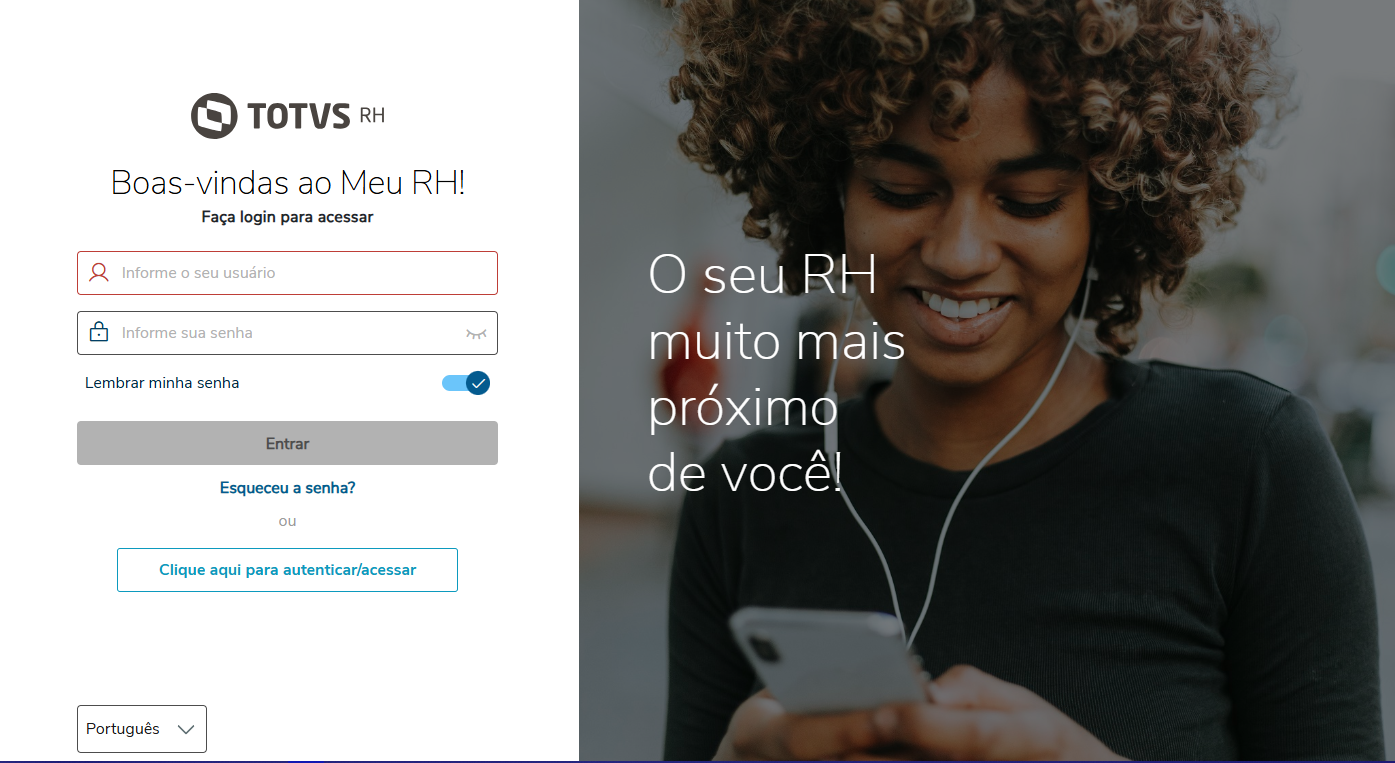 TOTVS RH
Boas-vindas ao Meu RH!
Faça login para acessar
Informe o seu usuário
Informe sua senha
Lembrar minha senha
Entrar
Esqueceu a senha?
ou
Clique aqui para autenticar/acessar
Português
O seu RH
muito mais
próximo
de você!